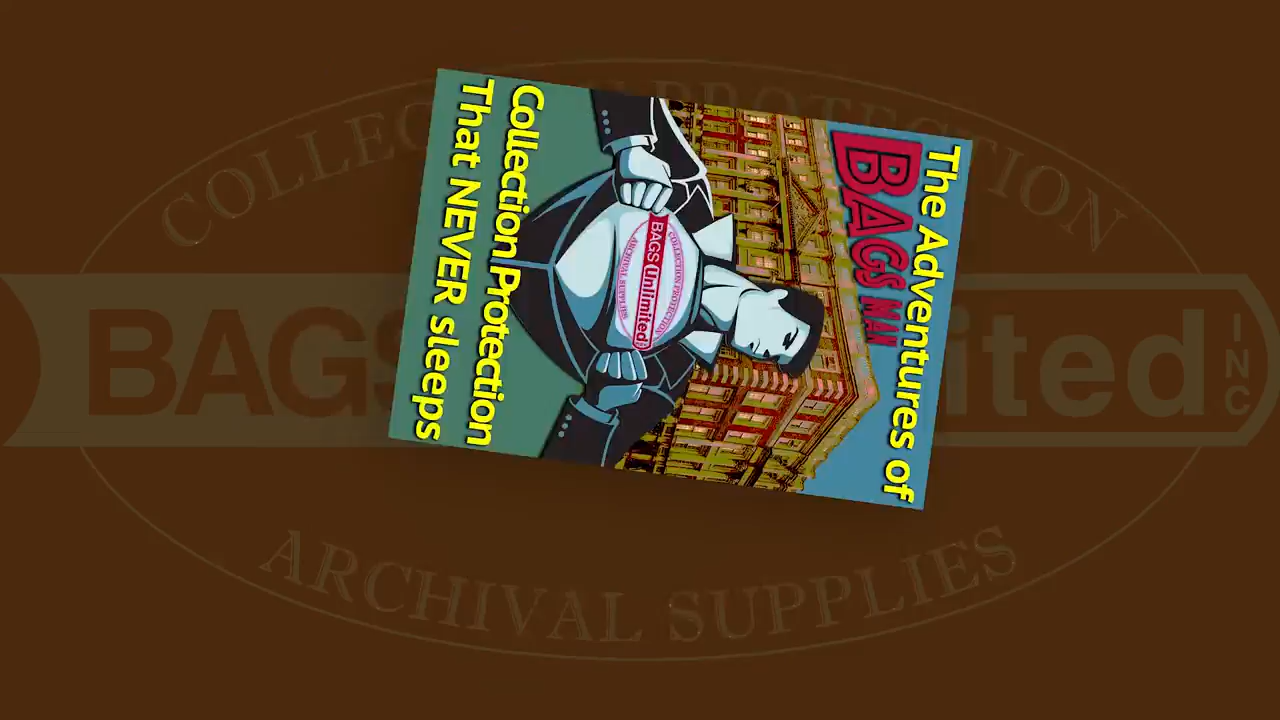 The Adventures of
BAGS MAN
COLLECTION PROTECTION
BAGS Unlimited
ARCHIVAL SUPPLIES
Collection Protection
That NEVER sleeps
COLLEC N PROTECTION
BAGS ited INC
ARCHIVAL SUPPLIES